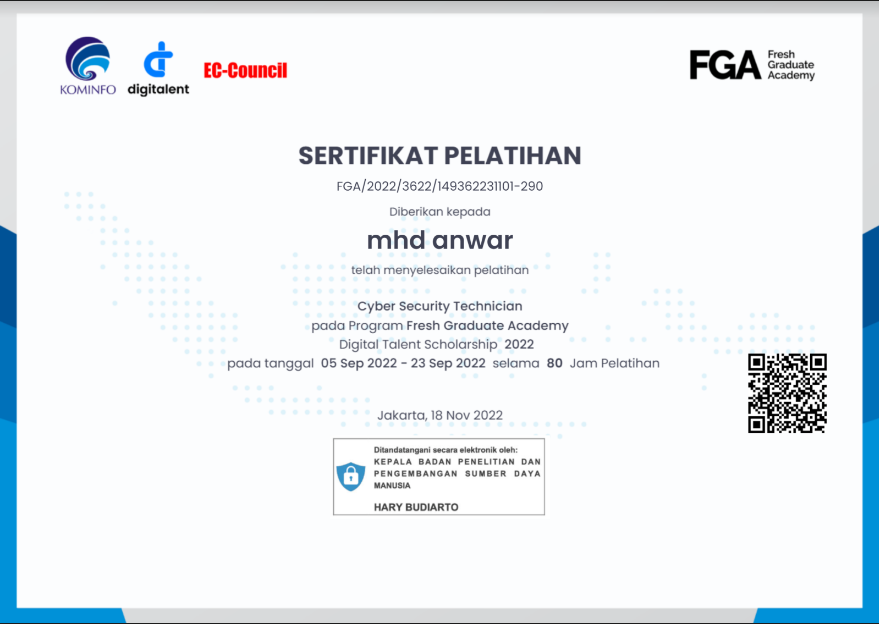 KOMINFO
digitalent
EC-Council
FGA Fresh Graduate Academy
SERTIFIKAT PELATIHAN
FGA/2022/3622/149362231101-290
Diberikan kepada
mhd anwar
telah menyelesaikan pelatihan
Cyber Security Technician
pada Program Fresh Graduate Academy
Digital Talent Scholarship 2022
pada tanggal 05 Sep 2022 - 23 Sep 2022 selama 80 Jam Pelatihan
Jakarta, 18 Nov 2022
Ditandatangani secara elektronik oleh:
KEPALA BADAN PENELITIAN DAN
PENGEMBANGAN SUMBER DAYA
MANUSIA
HARY BUDIARTO